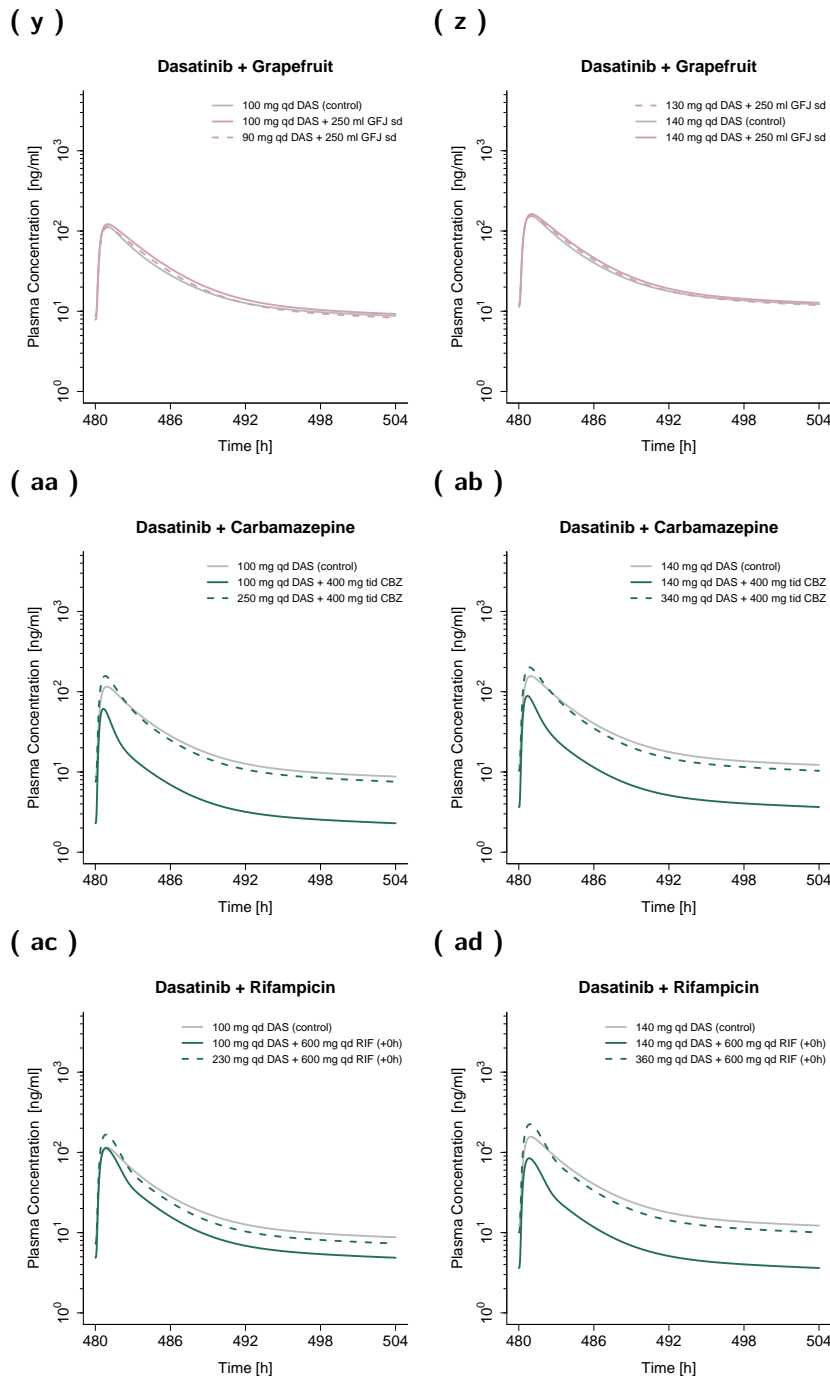 ( y )
Dasatinib + Grapefruit
100 mg qd DAS (control)
100 mg qd DAS + 250 ml GFJ sd
90 mg qd DAS + 250 ml GFJ sd
Plasma Concentration [ng/ml]
10^3
10^2
10^1
10^0
480 486 492 498 504
Time [h]
( z )
Dasatinib + Grapefruit
130 mg qd DAS + 250 ml GFJ sd
140 mg qd DAS (control)
140 mg qd DAS + 250 ml GFJ sd
Plasma Concentration [ng/ml]
10^3
10^2
10^1
10^0
480 486 492 498 504
Time [h]
( aa )
Dasatinib + Carbamazepine
100 mg qd DAS (control)
100 mg qd DAS + 400 mg tid CBZ
250 mg qd DAS + 400 mg tid CBZ
Plasma Concentration [ng/ml]
10^3
10^2
10^1
10^0
480 486 492 498 504
Time [h]
( ab )
Dasatinib + Carbamazepine
140 mg qd DAS (control)
140 mg qd DAS + 400 mg tid CBZ
340 mg qd DAS + 400 mg tid CBZ
Plasma Concentration [ng/ml]
10^3
10^2
10^1
10^0
480 486 492 498 504
Time [h]
( ac )
Dasatinib + Rifampicin
100 mg qd DAS (control)
100 mg qd DAS + 600 mg qd RIF (+0h)
230 mg qd DAS + 600 mg qd RIF (+0h)
Plasma Concentration [ng/ml]
10^3
10^2
10^1
10^0
480 486 492 498 504
Time [h]
( ad )
Dasatinib + Rifampicin
140 mg qd DAS (control)
140 mg qd DAS + 600 mg qd RIF (+0h)
360 mg qd DAS + 600 mg qd RIF (+0h)
Plasma Concentration [ng/ml]
10^3
10^2
10^1
10^0
480 486 492 498 504
Time [h]